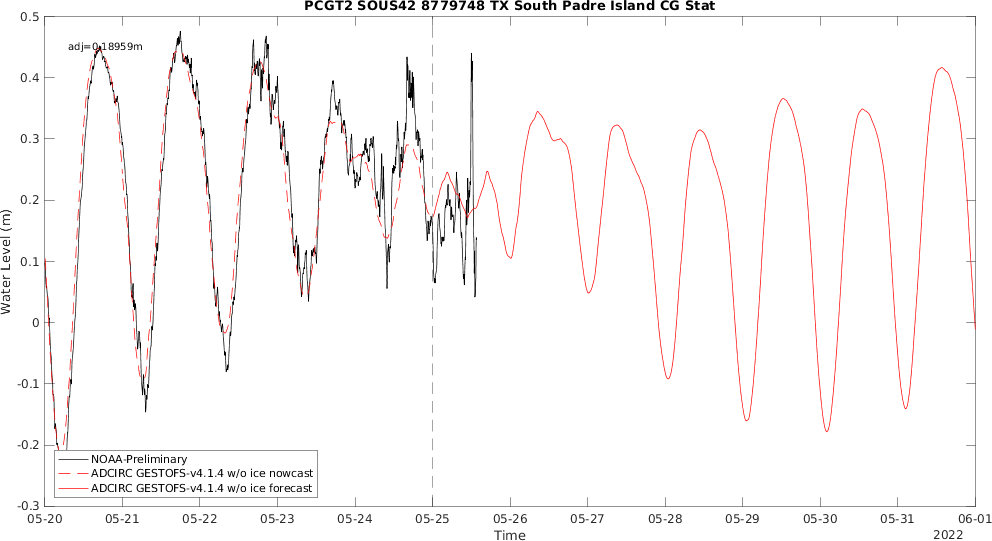 PCGT2 SOUS42 8779748 TX South Padre Island CG Stat
adj=0.18959m
0.5
0.4
0.3
0.2
0.1
0
-0.1
-0.2
-0.3
Water Level (m)
NOAA-Preliminary
ADCIRC GESTOFS-v4.1.4 w/o ice nowcast
ADCIRC GESTOFS-v4.1.4 w/o ice forecast
05-20 05-21 05-22 05-23 05-24 05-25 05-26 05-27 05-28 05-29 05-30 05-31 06-01
Time
2022